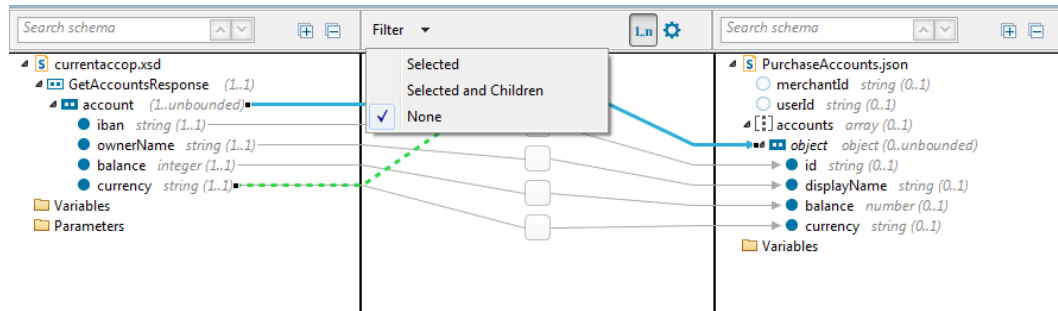 Search schema
Filter
1..n
Search schema
Selected
Selected and Children
None
S currentaccop.xsd
GetAccountsResponse (1..1)
account (1..unbounded)
iban string (1..1)
ownerName string (1..1)
balance integer (1..1)
currency string (1..1)
Variables
Parameters
S PurchaseAccounts.json
merchantId string (0..1)
userId string (0..1)
accounts array (0..1)
object object (0..unbounded)
id string (0..1)
displayName string (0..1)
balance number (0..1)
currency string (0..1)
Variables